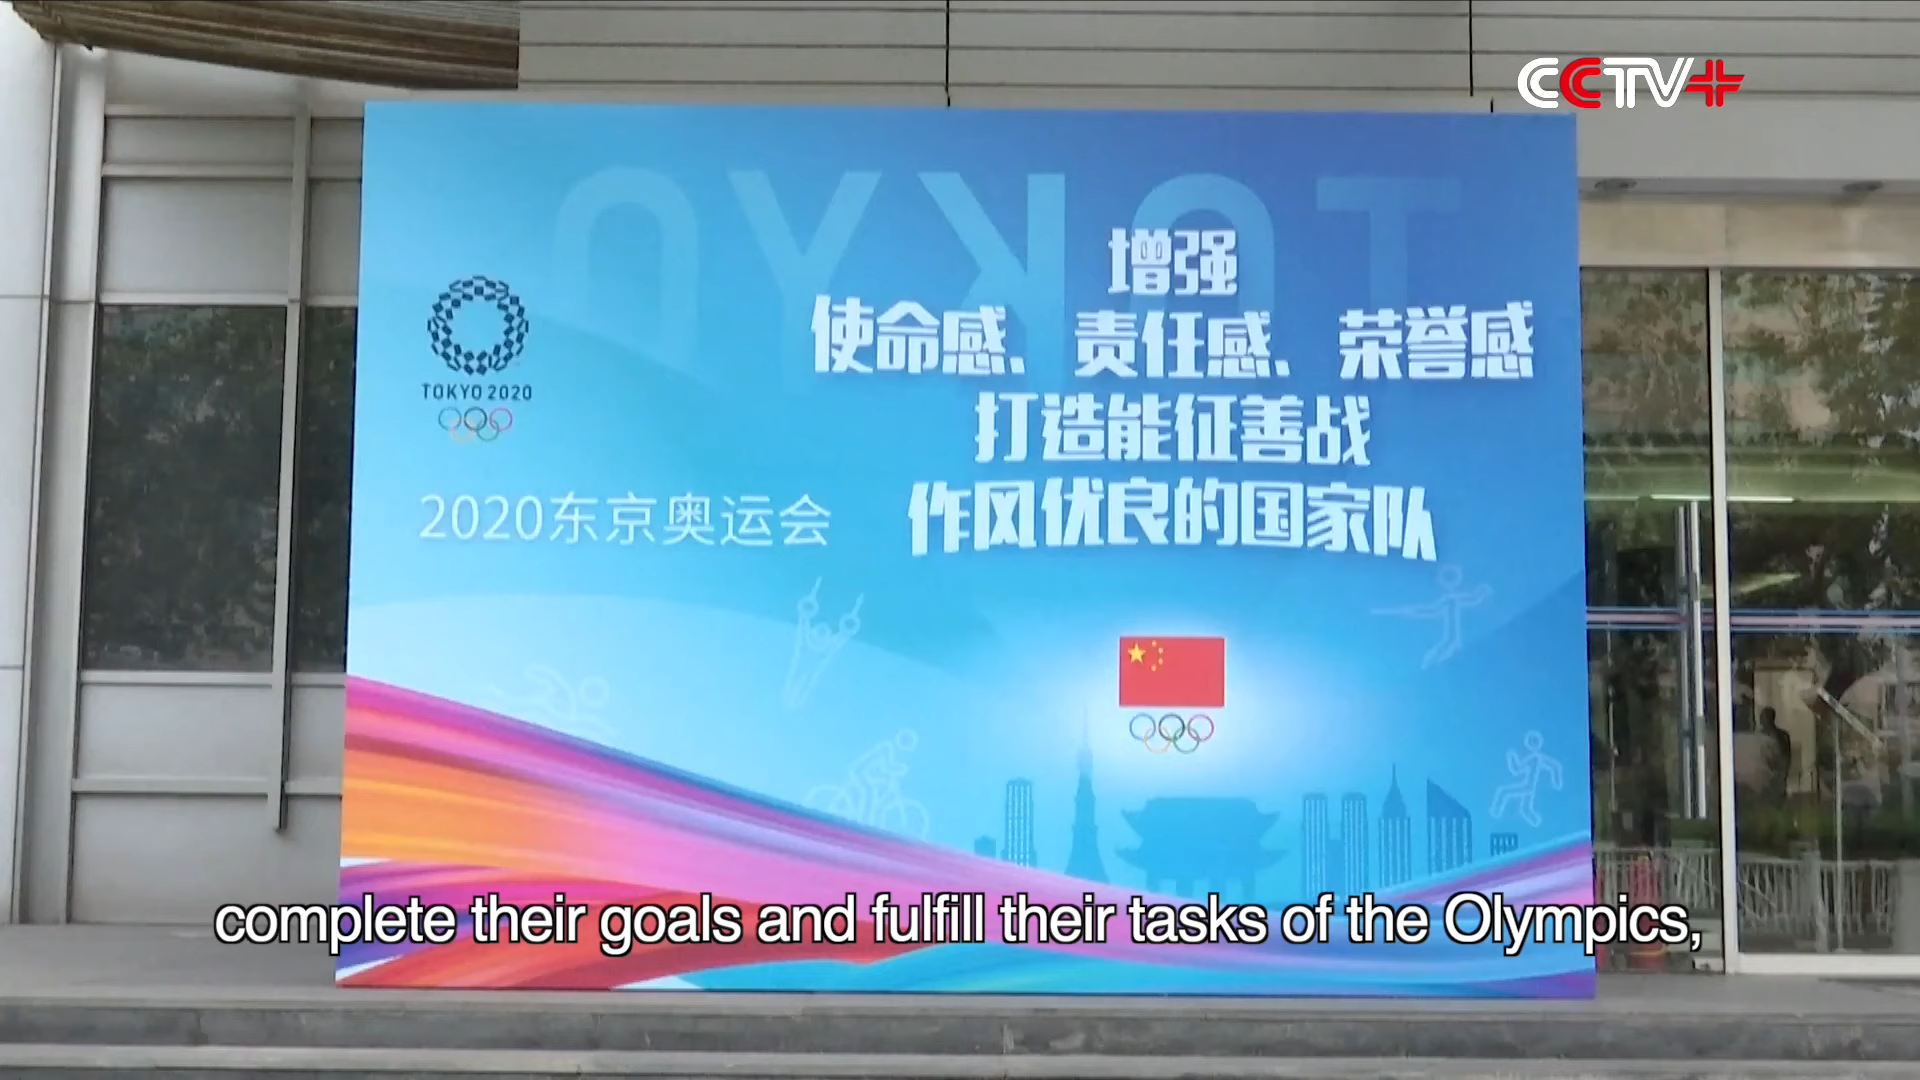 CCTV+
TOKYO
增强
使命感、责任感、荣誉感
打造能征善战
作风优良的国家队
TOKYO 2020
2020东京奥运会
complete their goals and fulfill their tasks of the Olympics,